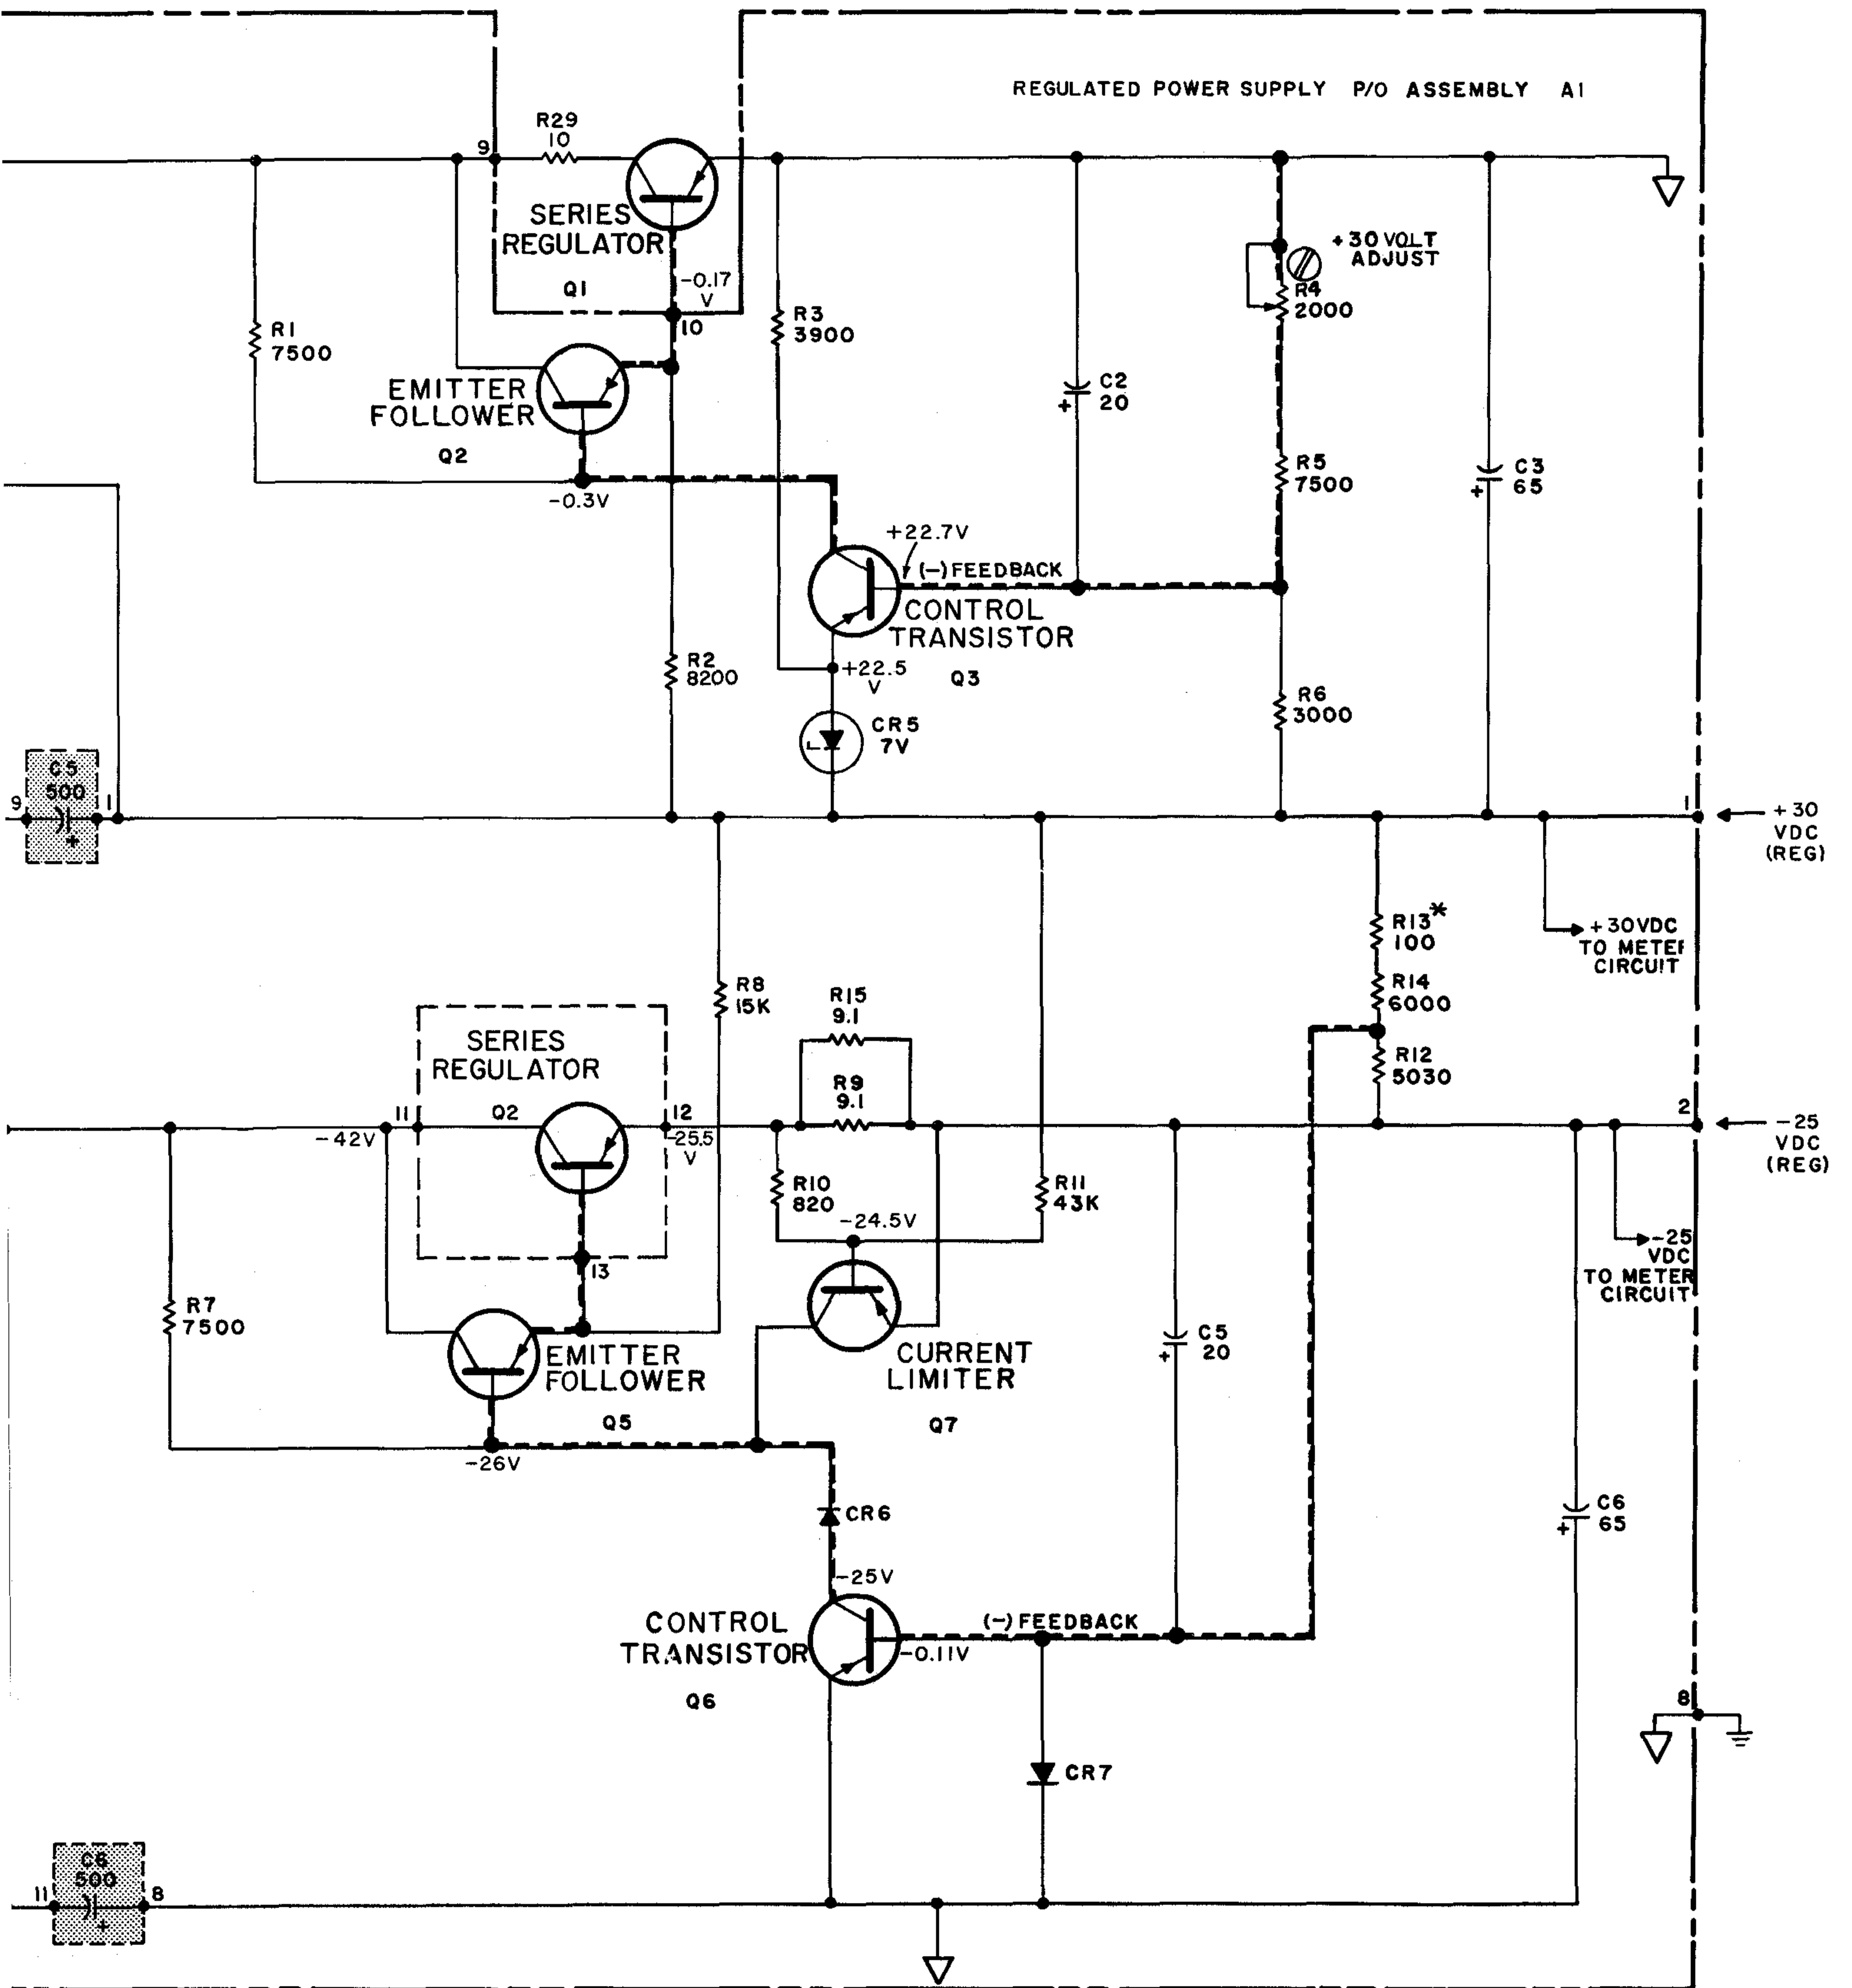 REGULATED POWER SUPPLY P/O ASSEMBLY A1
R29
10
9
SERIES
REGULATOR
Q1
-0.17
V
10
R1
7500
EMITTER
FOLLOWER
Q2
-0.3V
R3
3900
C2
20
+
+30 VOLT
ADJUST
R4
2000
R5
7500
C3
65
+
+22.7V
(-) FEEDBACK
CONTROL
TRANSISTOR
Q3
+22.5
V
R2
8200
CR5
7V
R6
3000
C5
500
+
9
1
1
+30
VDC
(REG)
R13*
100
+30VDC
TO METER
CIRCUIT
R14
6000
R8
15K
R15
9.1
R9
9.1
R12
5030
SERIES
REGULATOR
Q2
11
12
-42V
-25.5
V
2
-25
VDC
(REG)
R10
820
R11
43K
-24.5V
13
-25
VDC
TO METER
CIRCUIT
R7
7500
EMITTER
FOLLOWER
Q5
-26V
CURRENT
LIMITER
Q7
C5
20
+
CR6
C6
65
+
-25V
CONTROL
TRANSISTOR
Q6
(-) FEEDBACK
-0.11V
8
CR7
C6
500
+
11
8